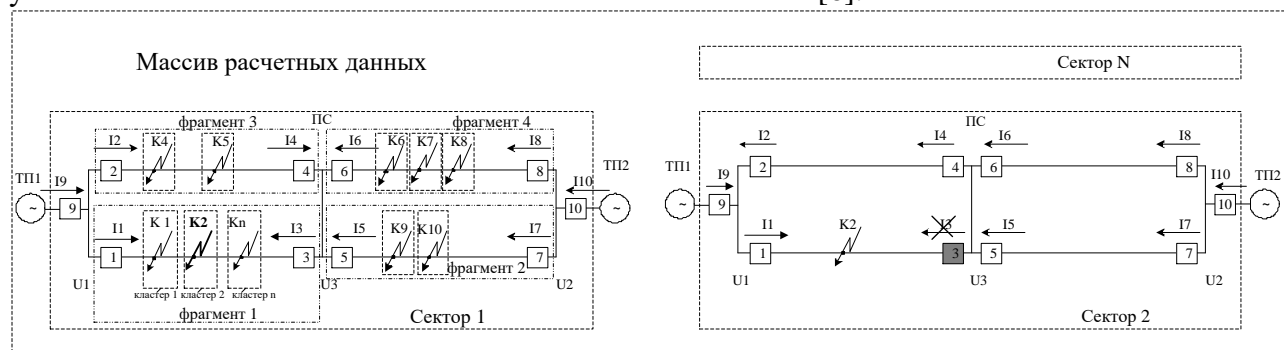 Массив расчетных данных
Сектор N
фрагмент 3
ПС
фрагмент 4
I2
K4
K5
I4
I6
K6
K7
K8
I8
2
4
6
8
ТП1
I9
I10
ТП2
~
9
10
~
I1
K 1
K2
Kn
I3
I5
K9
K10
I7
1
3
5
7
фрагмент 2
U1
кластер 1
кластер 2
кластер n
U3
U2
фрагмент 1
Сектор 1
ПС
I2
I4
I6
I8
2
4
6
8
ТП1
I9
I10
ТП2
~
9
10
~
I1
K2
I3
I5
I7
1
3
5
7
U1
U3
U2
Сектор 2